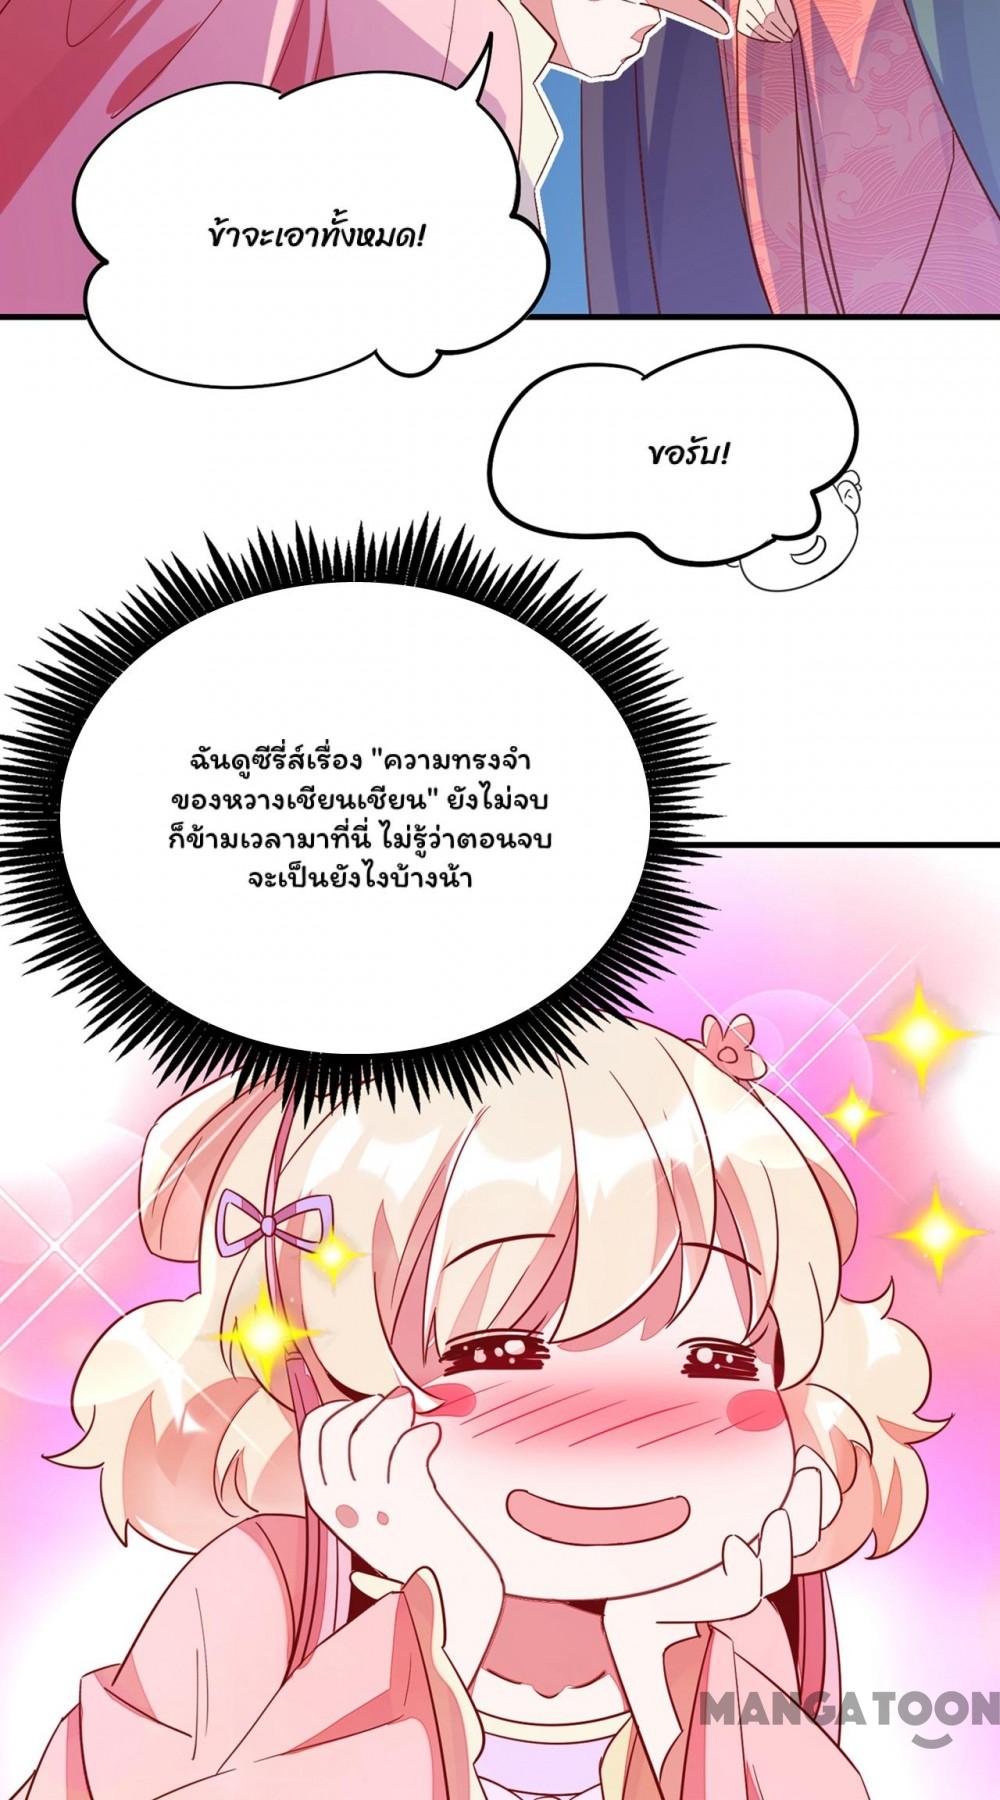 ข้าจะเอาทั้งหมด!
ขอรับ!
ฉันดูซีรี่ส์เรื่อง "ความทรงจำ
ของหวางเชียนเชียน" ยังไม่จบ
ก็ข้ามเวลามาที่นี่ ไม่รู้ว่าตอนจบ
จะเป็นยังไงบ้างน้า
MANGATOON